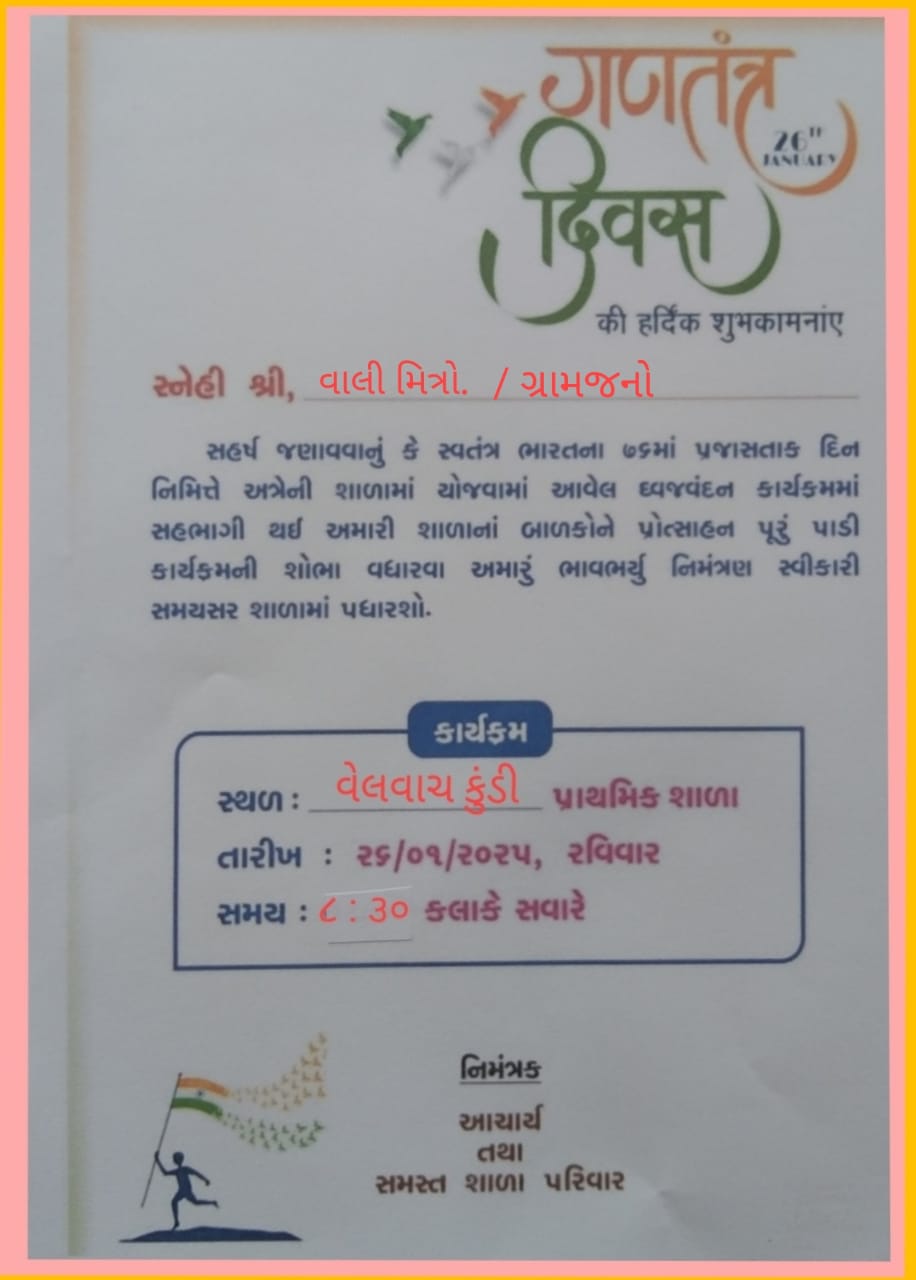 गणतंत्र
26TH
JANUARY
दिवस
की हर्दिक शुभकामनांए
સ્નેહી શ્રી, વાલી મિત્રો. / ગ્રામજનો
સહર્ષ જણાવવાનું કે સ્વતંત્ર ભારતના ૭૬માં પ્રજાસતાક દિન
નિમિત્તે અત્રેની શાળામાં યોજવામાં આવેલ ધ્વજવંદન કાર્યક્રમમાં
સહભાગી થઈ અમારી શાળાનાં બાળકોને પ્રોત્સાહન પૂરું પાડી
કાર્યક્રમની શોભા વધારવા અમારું ભાવભર્યુ નિમંત્રણ સ્વીકારી
સમયસર શાળામાં પધારશો.
કાર્યક્રમ
સ્થળ : વેલવાચ કુંડી પ્રાથમિક શાળા
તારીખ : ૨૬/૦૧/૨૦૨૫, રવિવાર
સમય : ૮ : ૩૦ કલાકે સવારે
નિમંત્રક
આચાર્ય
તથા
સમસ્ત શાળા પરિવાર